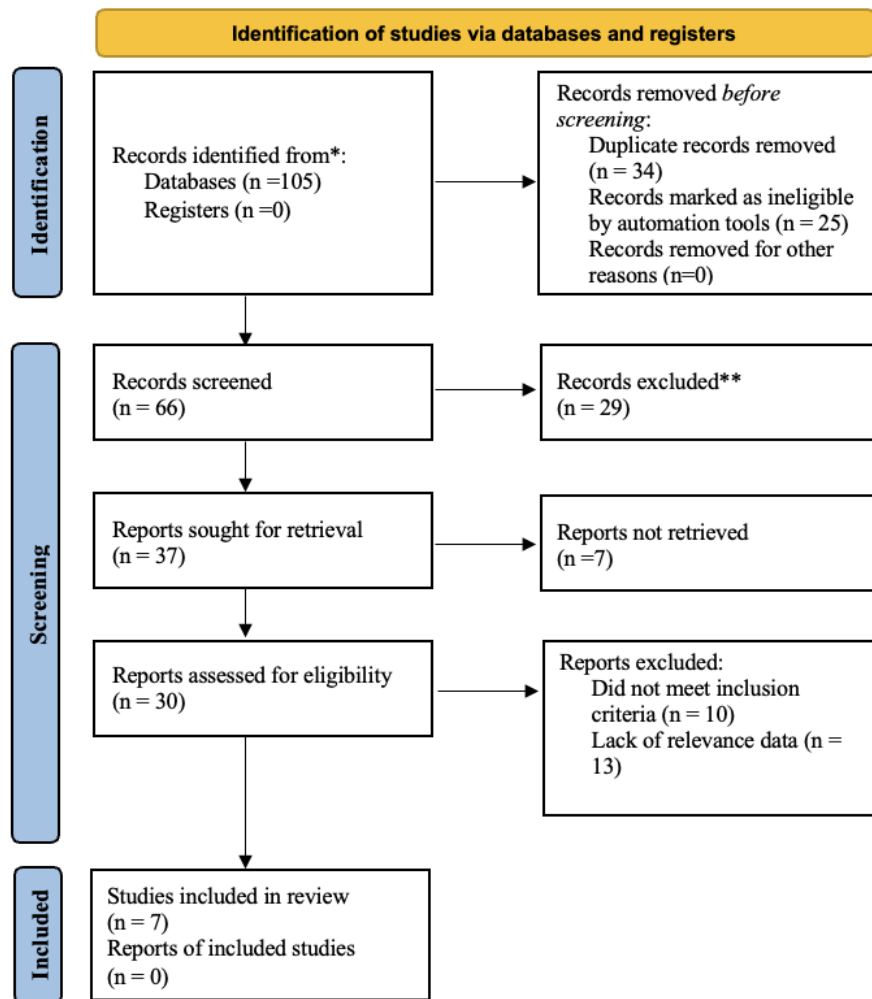 Identification of studies via databases and registers
Identification
Records identified from*:
Databases (n =105)
Registers (n =0)
Records removed before
screening:
Duplicate records removed
(n = 34)
Records marked as ineligible
by automation tools (n = 25)
Records removed for other
reasons (n=0)
Screening
Records screened
(n = 66)
Records excluded**
(n = 29)
Reports sought for retrieval
(n = 37)
Reports not retrieved
(n =7)
Reports assessed for eligibility
(n = 30)
Reports excluded:
Did not meet inclusion
criteria (n = 10)
Lack of relevance data (n =
13)
Included
Studies included in review
(n = 7)
Reports of included studies
(n = 0)